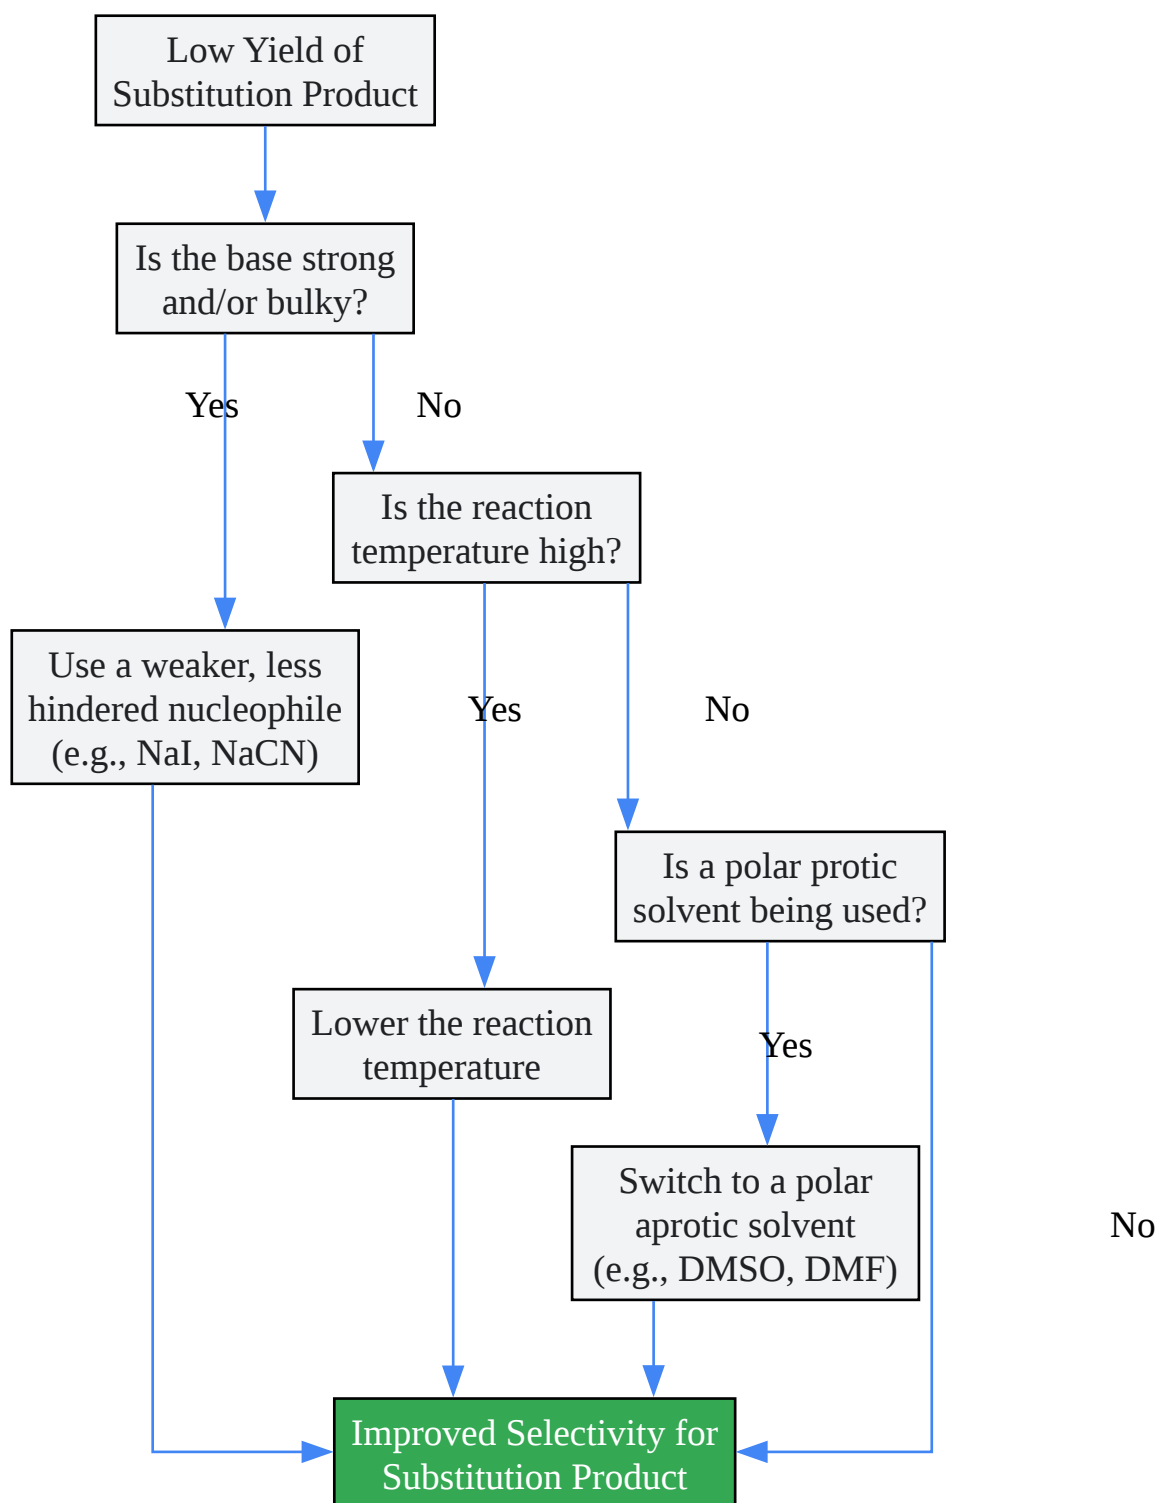 Low Yield of
Substitution Product
Is the base strong
and/or bulky?
Yes
No
Is the reaction
temperature high?
Use a weaker, less
hindered nucleophile
(e.g., NaI, NaCN)
Yes
No
Is a polar protic
solvent being used?
Lower the reaction
temperature
Yes
Switch to a polar
aprotic solvent
(e.g., DMSO, DMF)
No
Improved Selectivity for
Substitution Product